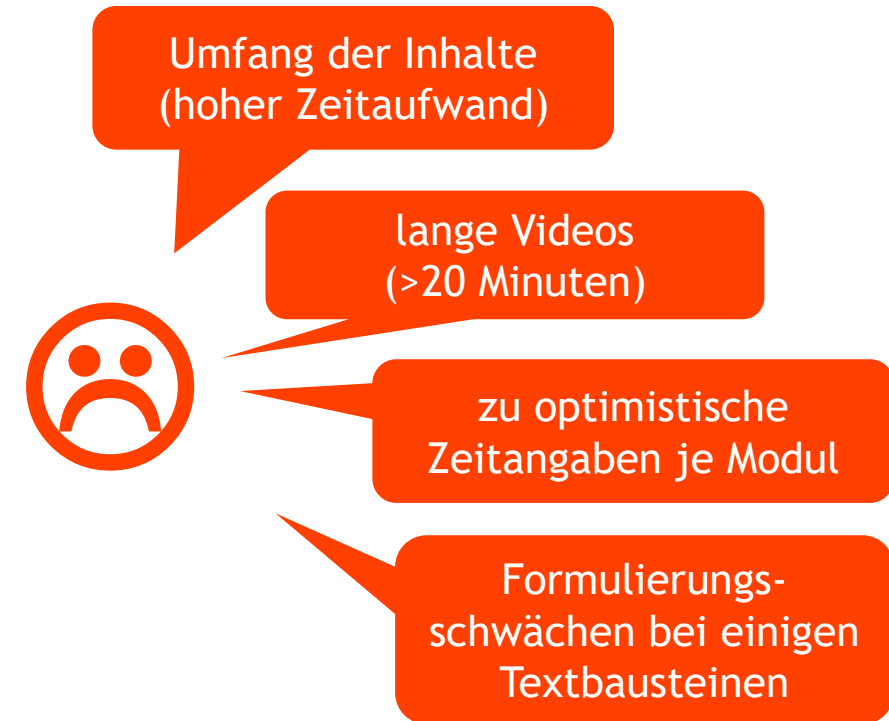 Umfang der Inhalte
(hoher Zeitaufwand)
lange Videos
(>20 Minuten)
zu optimistische
Zeitangaben je Modul
Formulierungs-
schwächen bei einigen
Textbausteinen